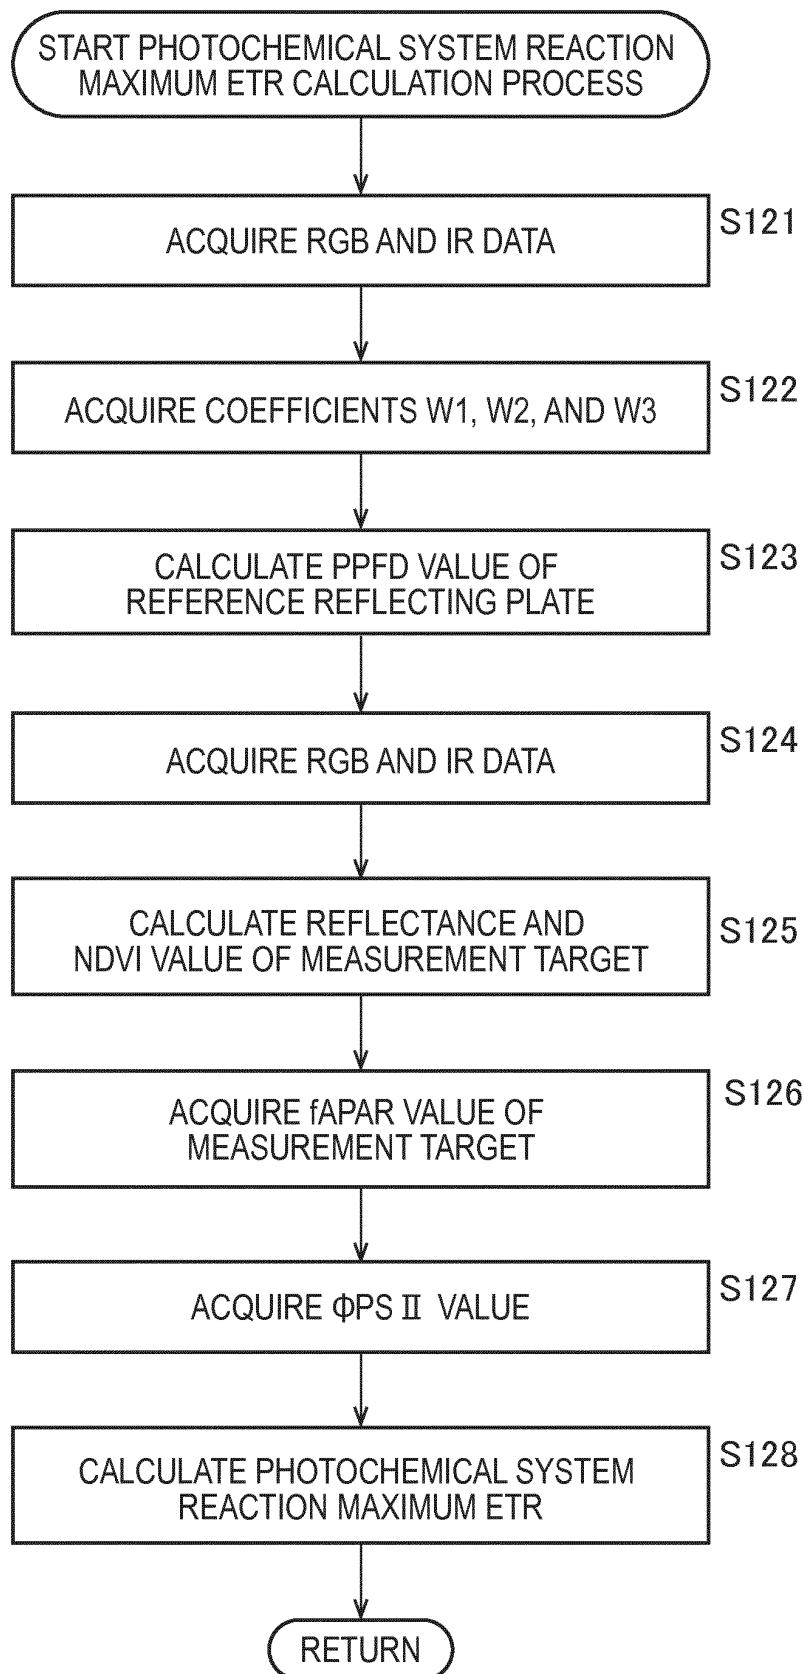 START PHOTOCHEMICAL SYSTEM REACTION
MAXIMUM ETR CALCULATION PROCESS
S121
ACQUIRE RGB AND IR DATA
S122
ACQUIRE COEFFICIENTS W1, W2, AND W3
S123
CALCULATE PPFD VALUE OF
REFERENCE REFLECTING PLATE
S124
ACQUIRE RGB AND IR DATA
S125
CALCULATE REFLECTANCE AND
NDVI VALUE OF MEASUREMENT TARGET
S126
ACQUIRE fAPAR VALUE OF
MEASUREMENT TARGET
S127
ACQUIRE ΦPS Ⅱ VALUE
S128
CALCULATE PHOTOCHEMICAL SYSTEM
REACTION MAXIMUM ETR
RETURN